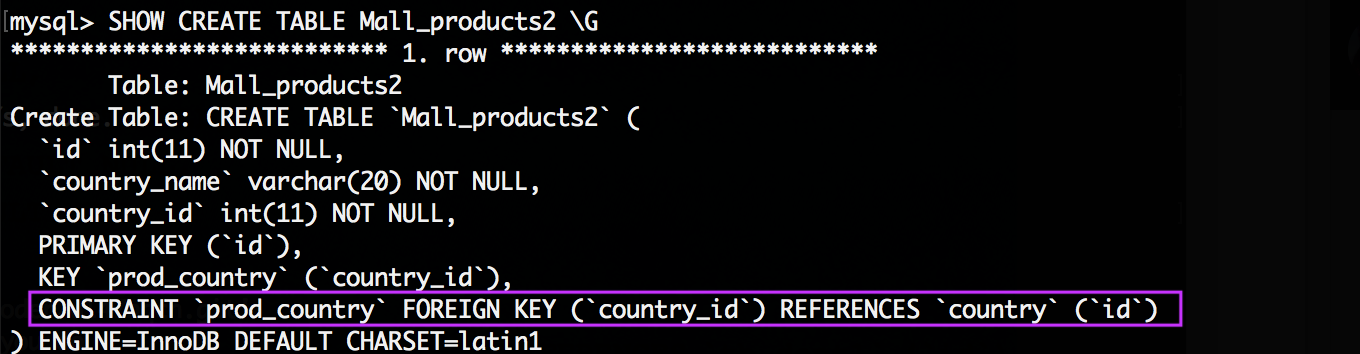 mysql> SHOW CREATE TABLE Mall_products2 \G
*************************** 1. row ***************************
Table: Mall_products2
Create Table: CREATE TABLE `Mall_products2` (
`id` int(11) NOT NULL,
`country_name` varchar(20) NOT NULL,
`country_id` int(11) NOT NULL,
PRIMARY KEY (`id`),
KEY `prod_country` (`country_id`),
CONSTRAINT `prod_country` FOREIGN KEY (`country_id`) REFERENCES `country` (`id`)
) ENGINE=InnoDB DEFAULT CHARSET=latin1